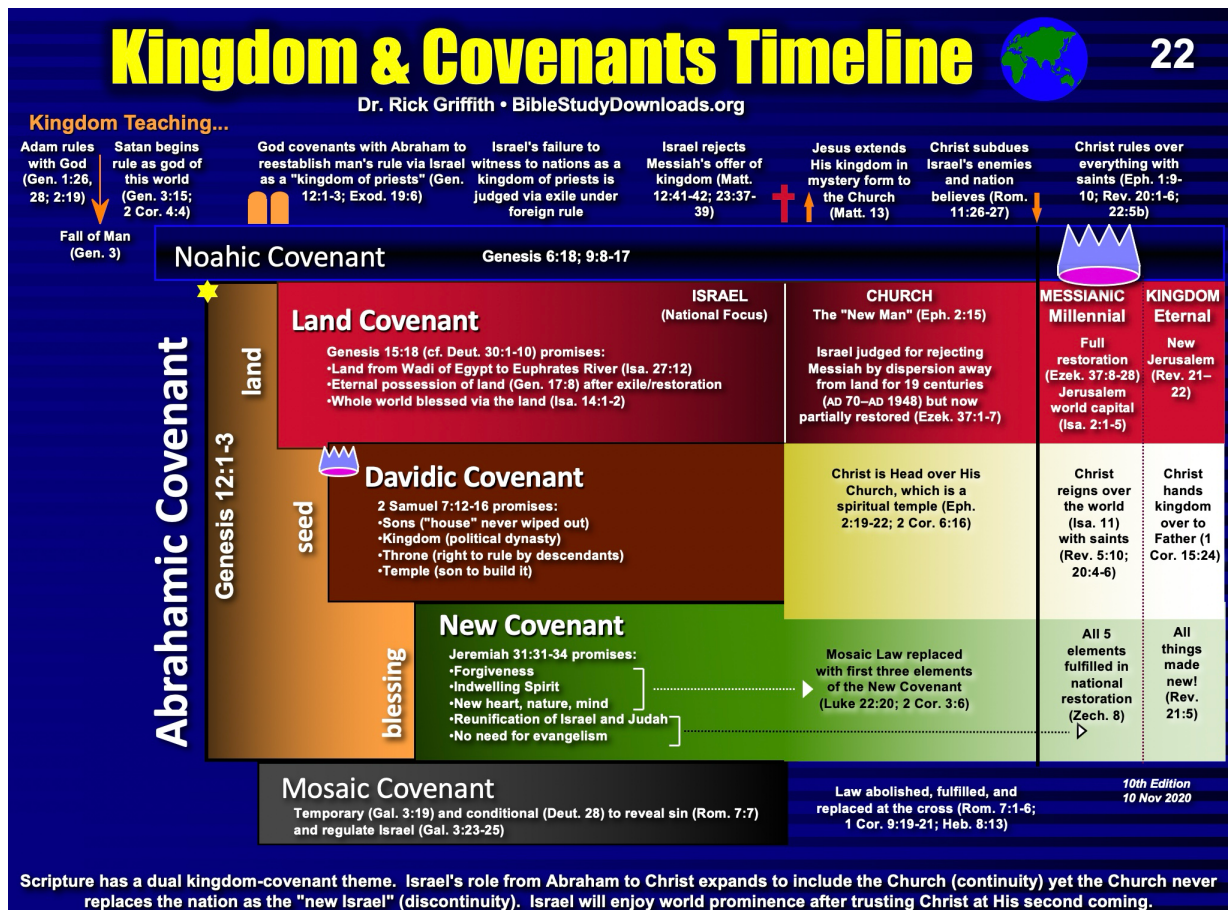 Kingdom & Covenants Timeline
22
Dr. Rick Griffith • BibleStudyDownloads.org
Kingdom Teaching...
Adam rules
with God
(Gen. 1:26,
28; 2:19)
Satan begins
rule as god of
this world
(Gen. 3:15;
2 Cor. 4:4)
Fall of Man
(Gen. 3)
God covenants with Abraham to
reestablish man's rule via Israel
as a "kingdom of priests" (Gen.
12:1-3; Exod. 19:6)
Israel's failure to
witness to nations as a
kingdom of priests is
judged via exile under
foreign rule
Israel rejects
Messiah's offer of
kingdom (Matt.
12:41-42; 23:37-
39)
Jesus extends
His kingdom in
mystery form to
the Church
(Matt. 13)
Christ subdues
Israel's enemies
and nation
believes (Rom.
11:26-27)
Christ rules over
everything with
saints (Eph. 1:9-
10; Rev. 20:1-6;
22:5b)
Noahic Covenant
Genesis 6:18; 9:8-17
Abrahamic Covenant
Genesis 12:1-3
land
seed
blessing
Land Covenant
Genesis 15:18 (cf. Deut. 30:1-10) promises:
•Land from Wadi of Egypt to Euphrates River (Isa. 27:12)
•Eternal possession of land (Gen. 17:8) after exile/restoration
•Whole world blessed via the land (Isa. 14:1-2)
ISRAEL
(National Focus)
CHURCH
The "New Man" (Eph. 2:15)
Israel judged for rejecting
Messiah by dispersion away
from land for 19 centuries
(AD 70–AD 1948) but now
partially restored (Ezek. 37:1-7)
MESSIANIC
Millennial
Full
restoration
(Ezek. 37:8-28)
Jerusalem
world capital
(Isa. 2:1-5)
KINGDOM
Eternal
New
Jerusalem
(Rev. 21–
22)
Davidic Covenant
2 Samuel 7:12-16 promises:
•Sons ("house" never wiped out)
•Kingdom (political dynasty)
•Throne (right to rule by descendants)
•Temple (son to build it)
Christ is Head over His
Church, which is a
spiritual temple (Eph.
2:19-22; 2 Cor. 6:16)
Christ
reigns over
the world
(Isa. 11)
with saints
(Rev. 5:10;
20:4-6)
Christ
hands
kingdom
over to
Father (1
Cor. 15:24)
New Covenant
Jeremiah 31:31-34 promises:
•Forgiveness
•Indwelling Spirit
•New heart, nature, mind
•Reunification of Israel and Judah
•No need for evangelism
Mosaic Law replaced
with first three elements
of the New Covenant
(Luke 22:20; 2 Cor. 3:6)
All 5
elements
fulfilled in
national
restoration
(Zech. 8)
All
things
made
new!
(Rev.
21:5)
Mosaic Covenant
Temporary (Gal. 3:19) and conditional (Deut. 28) to reveal sin (Rom. 7:7)
and regulate Israel (Gal. 3:23-25)
Law abolished, fulfilled, and
replaced at the cross (Rom. 7:1-6;
1 Cor. 9:19-21; Heb. 8:13)
10th Edition
10 Nov 2020
Scripture has a dual kingdom-covenant theme. Israel's role from Abraham to Christ expands to include the Church (continuity) yet the Church never
replaces the nation as the "new Israel" (discontinuity). Israel will enjoy world prominence after trusting Christ at His second coming.